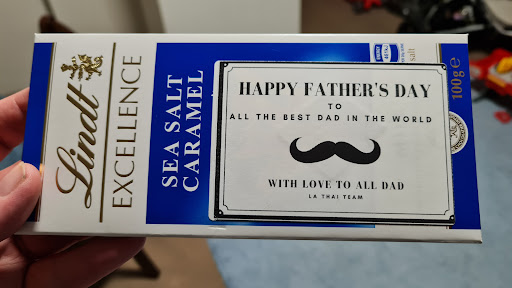 Lindt
EXCELLENCE
SEA SALT
CARAMEL
HAPPY FATHER'S DAY
TO
ALL THE BEST DAD IN THE WORLD
WITH LOVE TO ALL DAD
LA THAI TEAM
salt
100g e